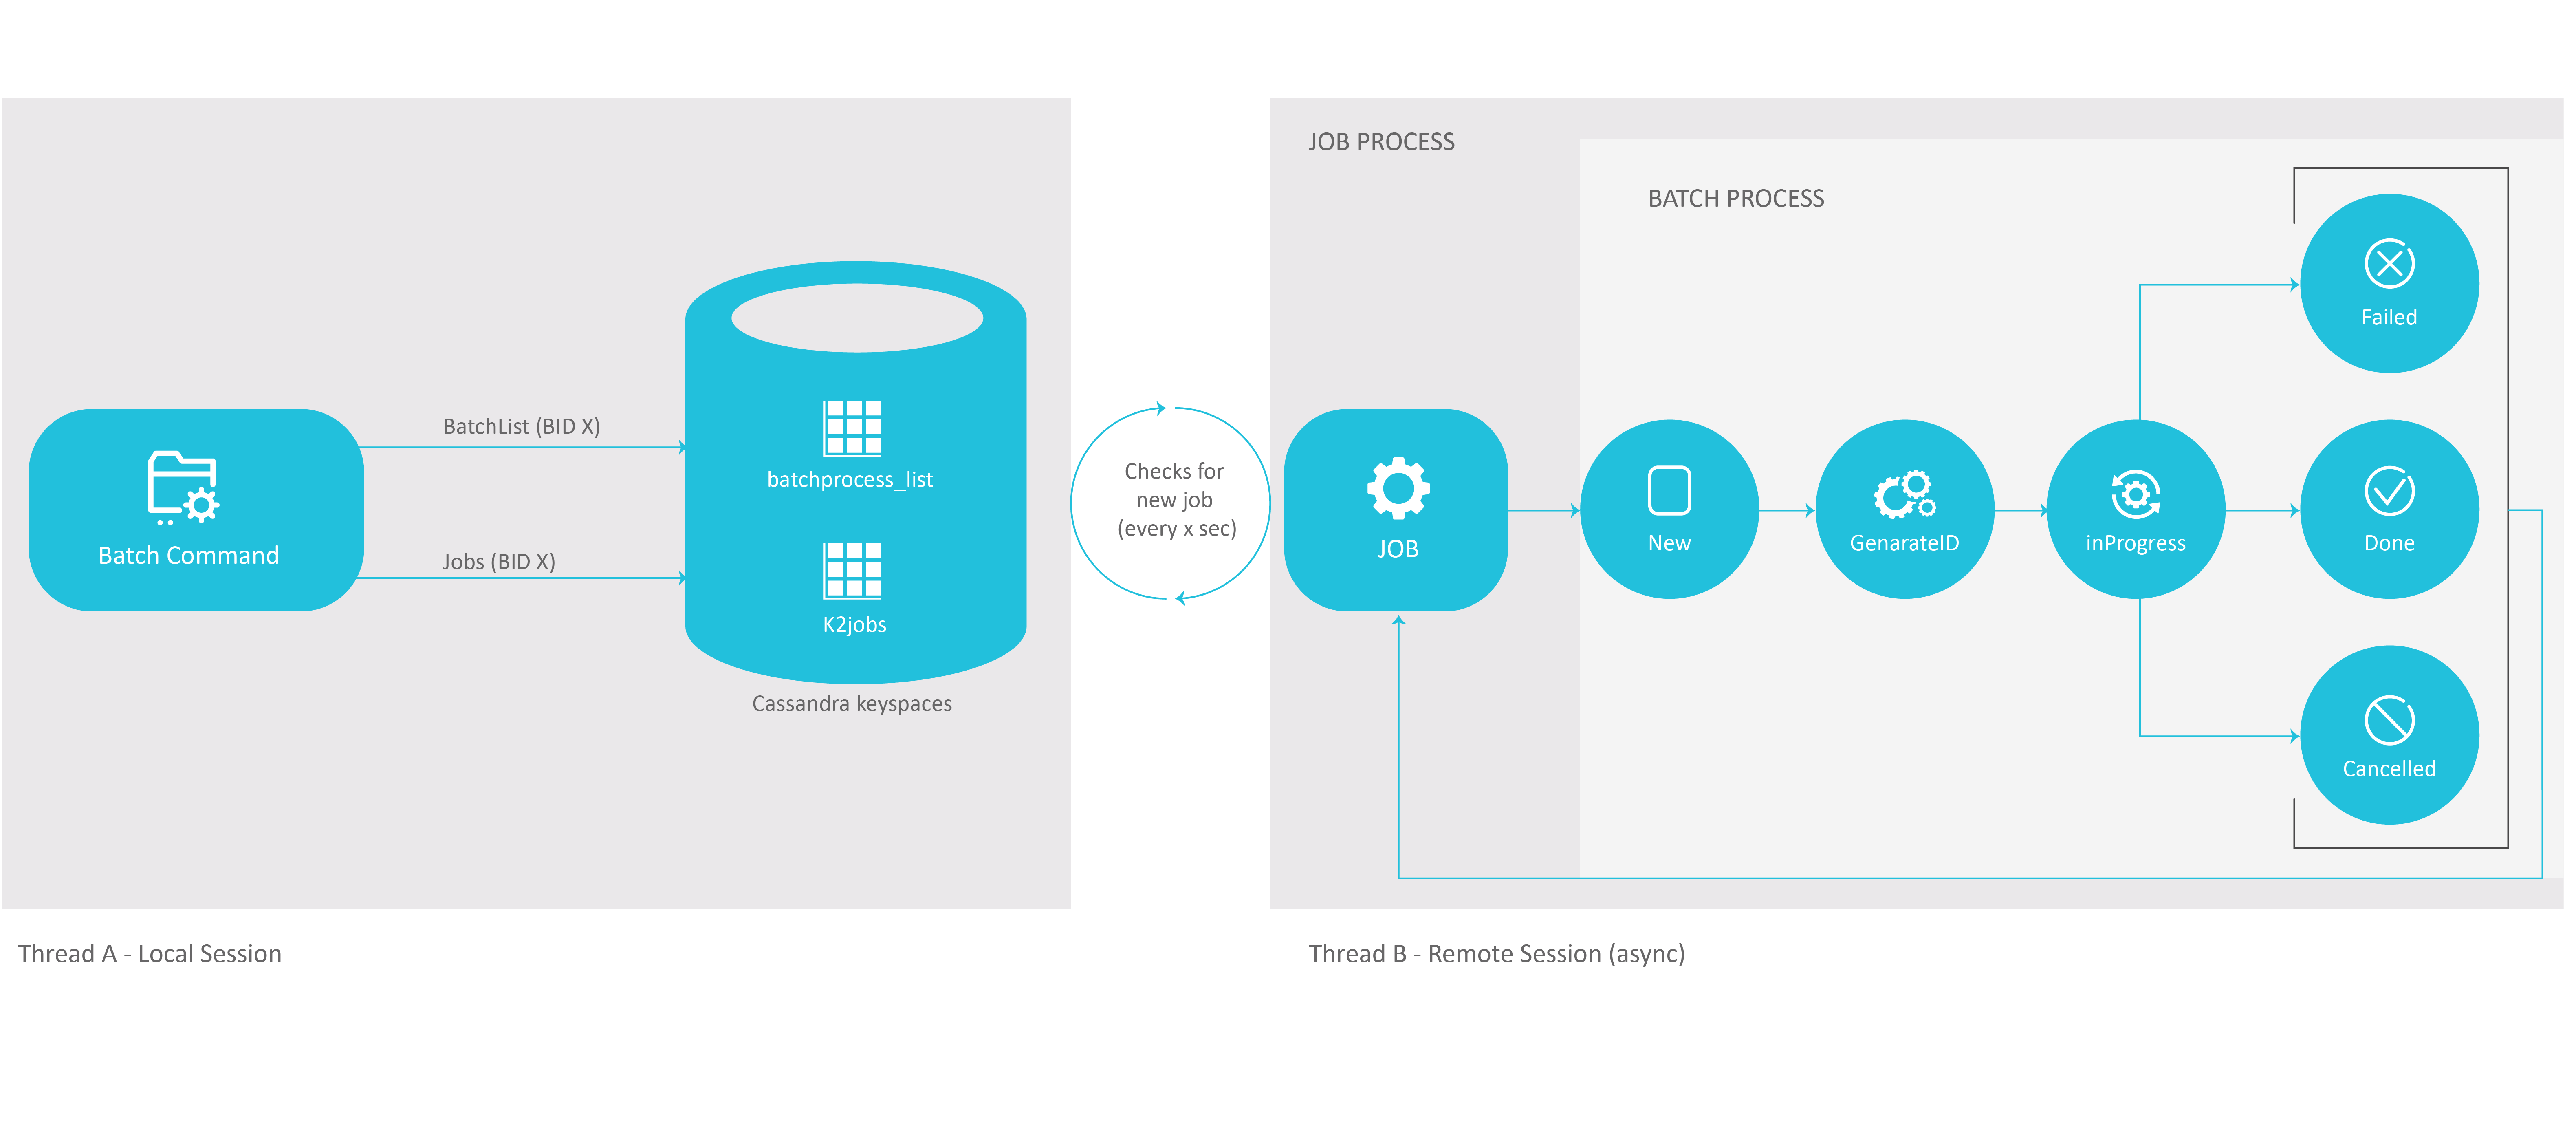 Batch Command
BatchList (BID X)
Jobs (BID X)
batchprocess_list
K2jobs
Cassandra keyspaces
Thread A - Local Session
Checks for
new job
(every x sec)
JOB PROCESS
BATCH PROCESS
JOB
New
GenarateID
inProgress
Failed
Done
Cancelled
Thread B - Remote Session (async)